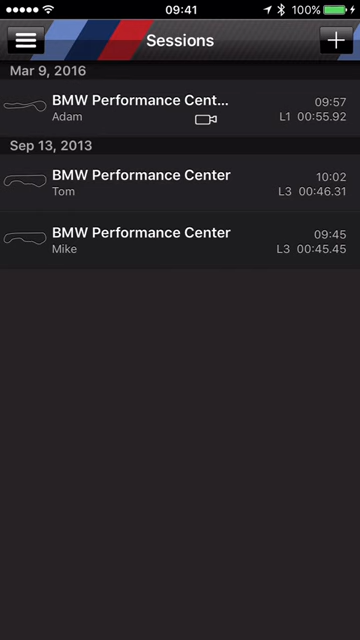 09:41
100%
Sessions
Mar 9, 2016
BMW Performance Cent...
09:57
Adam
L1 00:55.92
Sep 13, 2013
BMW Performance Center
10:02
Tom
L3 00:46.31
BMW Performance Center
09:45
Mike
L3 00:45.45